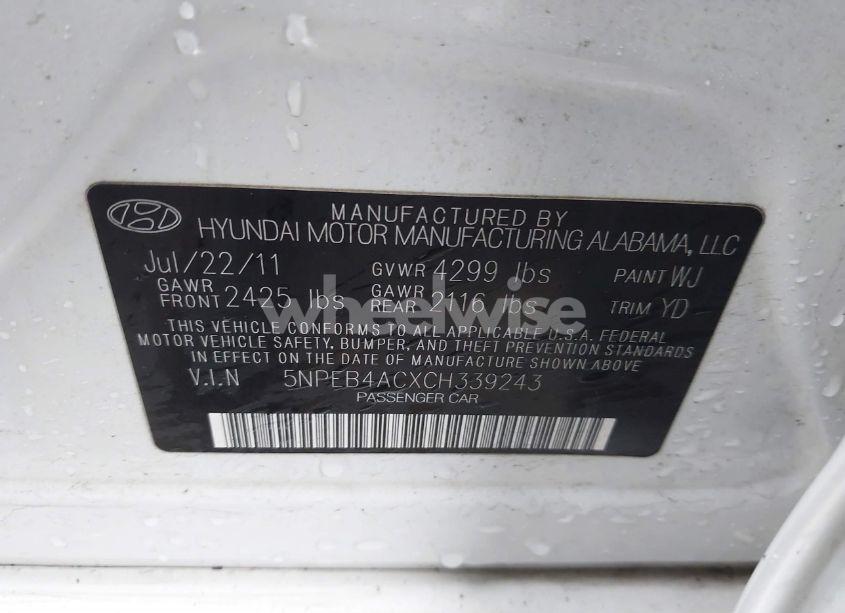 MANUFACTURED BY
HYUNDAI MOTOR MANUFACTURING ALABAMA, LLC
Jul/22/11 GVWR 4299 lbs PAINT WJ
GAWR FRONT 2425 lbs GAWR REAR 2116 lbs TRIM YD
wheelwise
THIS VEHICLE CONFORMS TO ALL APPLICABLE U.S.A. FEDERAL
MOTOR VEHICLE SAFETY, BUMPER, AND THEFT PREVENTION STANDARDS
IN EFFECT ON THE DATE OF MANUFACTURE SHOWN ABOVE
V.I.N 5NPEB4ACXCH339243
PASSENGER CAR